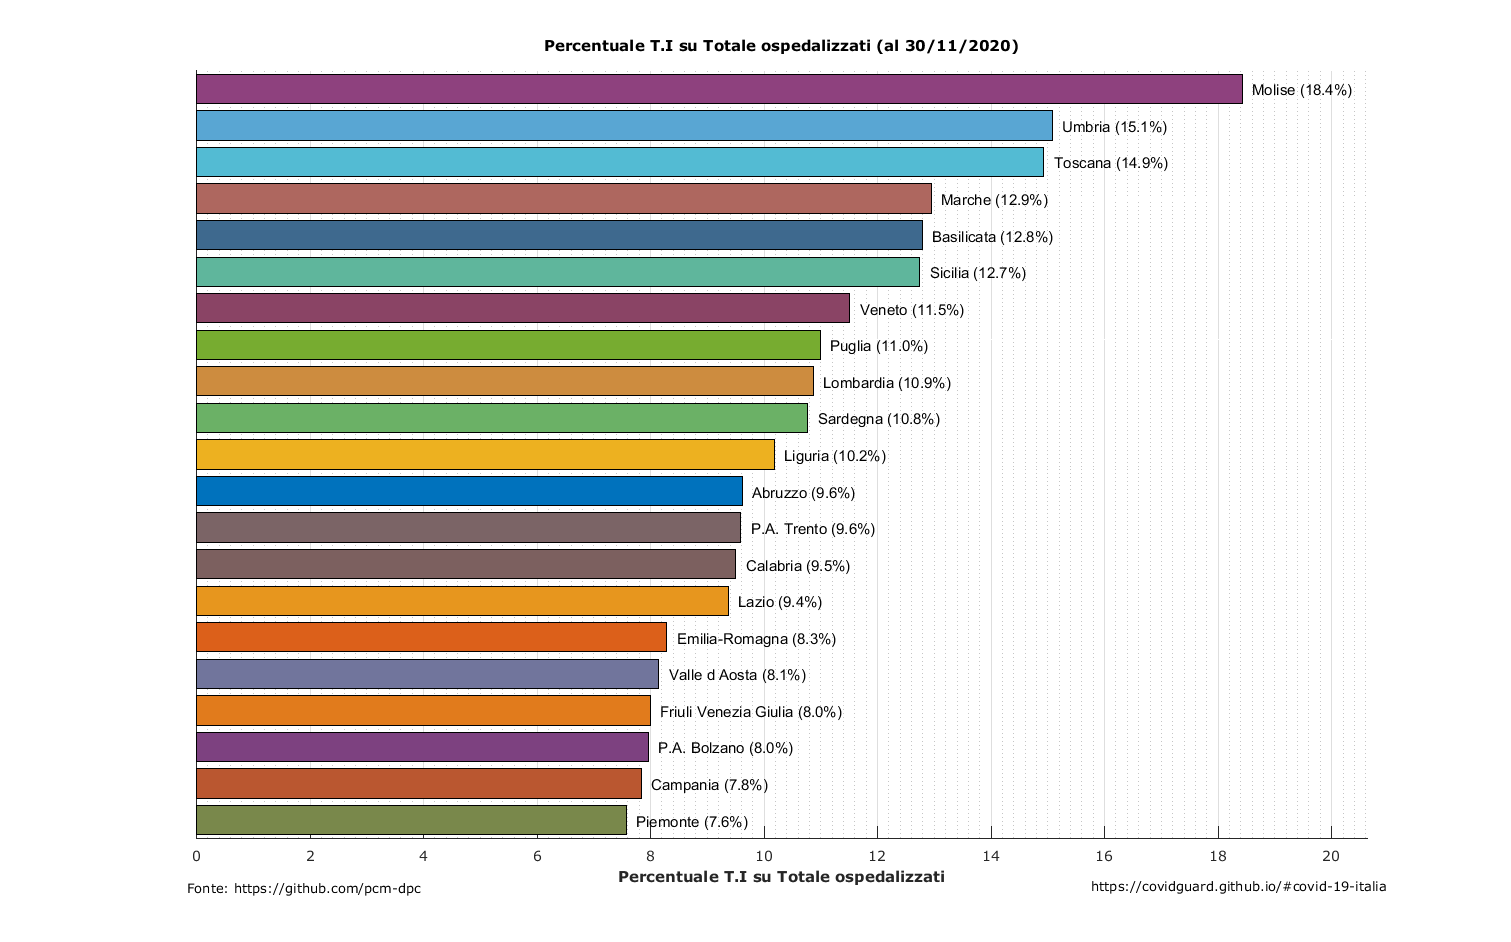 Percentuale T.I su Totale ospedalizzati (al 30/11/2020)
Molise (18.4%)
Umbria (15.1%)
Toscana (14.9%)
Marche (12.9%)
Basilicata (12.8%)
Sicilia (12.7%)
Veneto (11.5%)
Puglia (11.0%)
Lombardia (10.9%)
Sardegna (10.8%)
Liguria (10.2%)
Abruzzo (9.6%)
P.A. Trento (9.6%)
Calabria (9.5%)
Lazio (9.4%)
Emilia-Romagna (8.3%)
Valle d Aosta (8.1%)
Friuli Venezia Giulia (8.0%)
P.A. Bolzano (8.0%)
Campania (7.8%)
Piemonte (7.6%)
0 2 4 6 8 10 12 14 16 18 20
Percentuale T.I su Totale ospedalizzati
Fonte: https://github.com/pcm-dpc
https://covidguard.github.io/#covid-19-italia